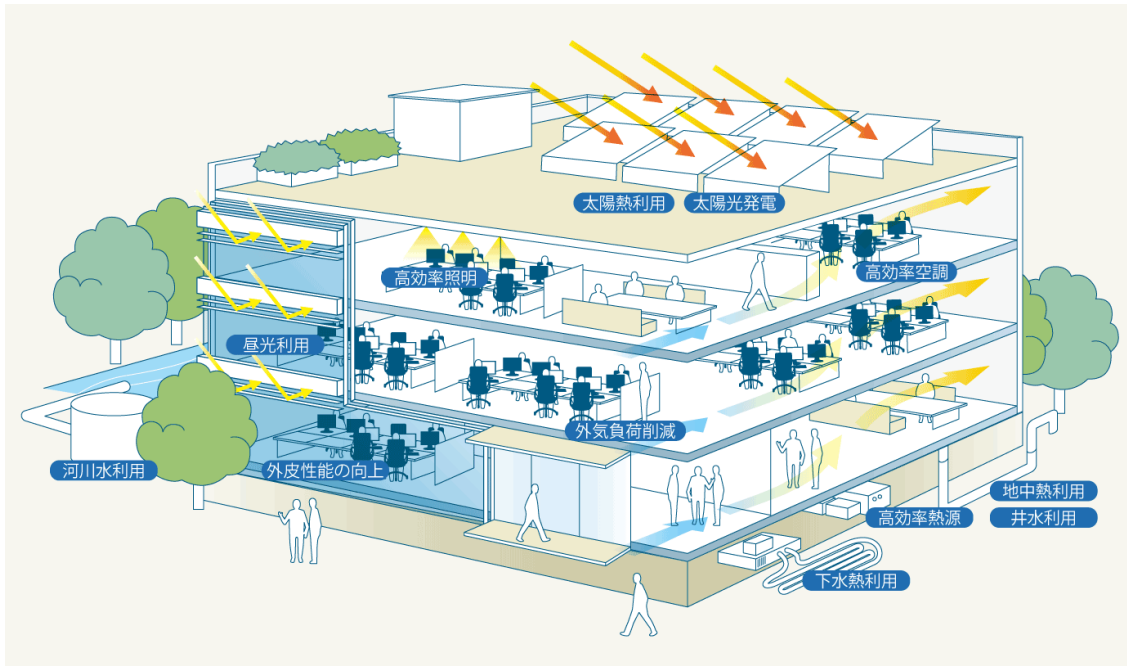 太陽熱利用
太陽光発電
高効率照明
高効率空調
昼光利用
外気負荷削減
河川水利用
外皮性能の向上
地中熱利用
高効率熱源
井水利用
下水熱利用